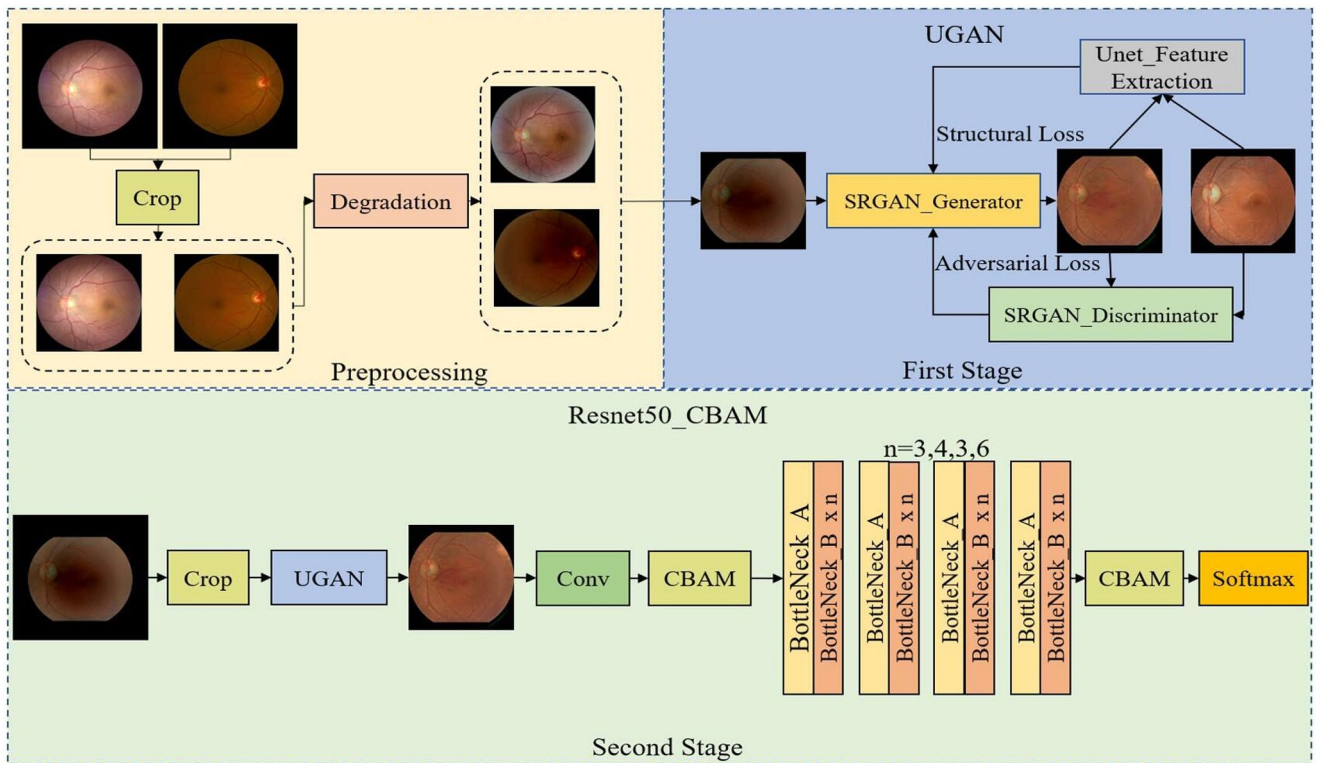 Crop
Degradation
Preprocessing
UGAN
Unet_Feature
Extraction
Structural Loss
SRGAN_Generator
Adversarial Loss
SRGAN_Discriminator
First Stage
Resnet50_CBAM
n=3,4,3,6
Crop
UGAN
Conv
CBAM
BottleNeck_A
BottleNeck_B x n
BottleNeck_A
BottleNeck_B x n
BottleNeck_A
BottleNeck_B x n
BottleNeck_A
BottleNeck_B x n
CBAM
Softmax
Second Stage